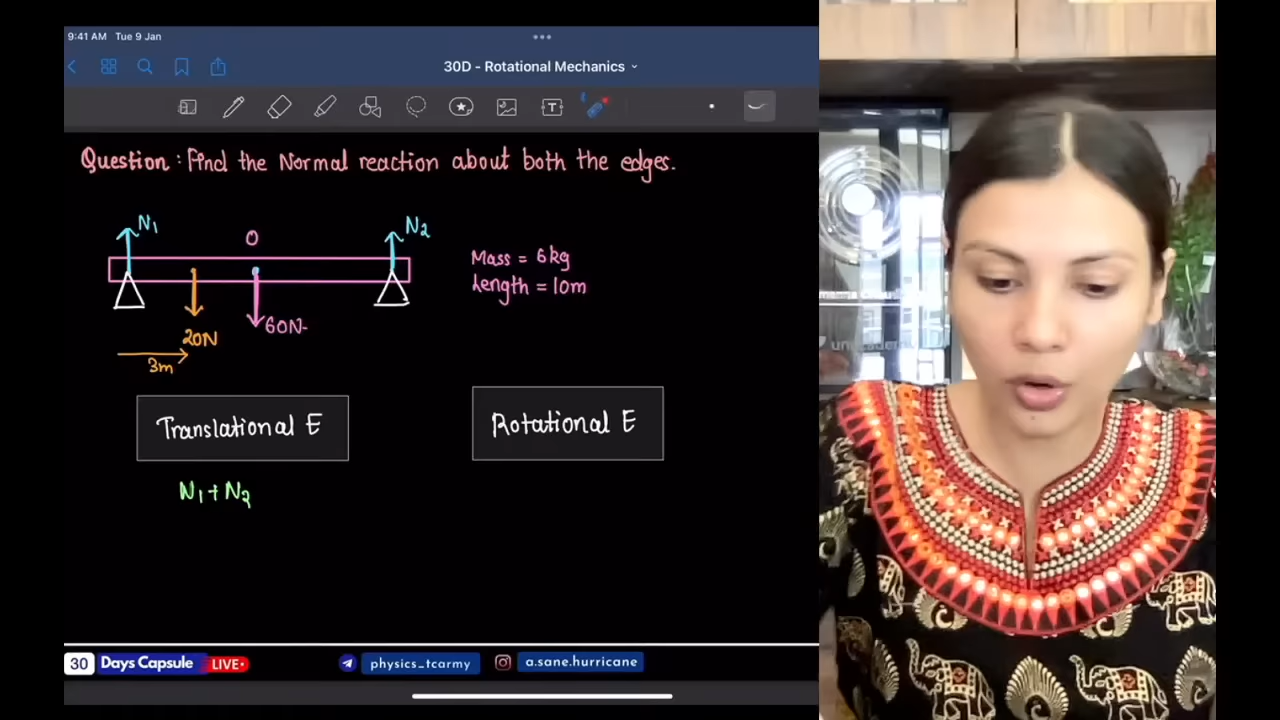 9:41 AM Tue 9 Jan
30D - Rotational Mechanics
Question: Find the Normal reaction about both the edges.
N1 O N2
Mass = 6kg
Length = 10m
20N 60N
3m
Translational E Rotational E
N1 + N2
30 Days Capsule LIVE physics_tcarmy a.sane.hurricane